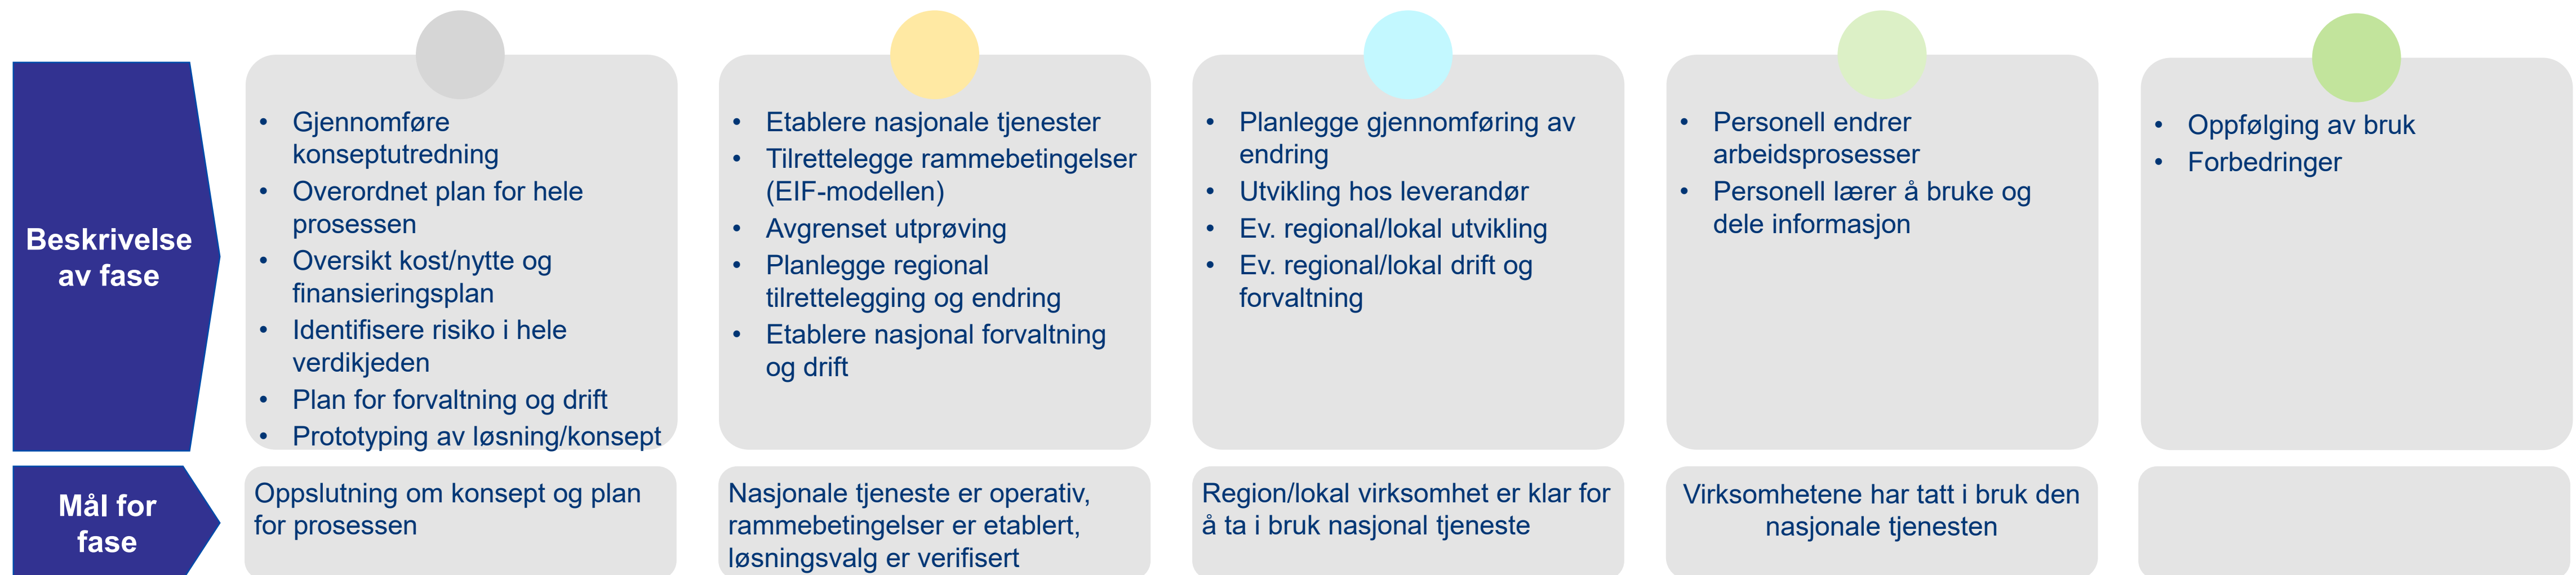 Beskrivelse
av fase
• Gjennomføre
konseptutredning
• Overordnet plan for hele
prosessen
• Oversikt kost/nytte og
finansieringsplan
• Identifisere risiko i hele
verdikjeden
• Plan for forvaltning og drift
• Prototyping av løsning/konsept
• Etablere nasjonale tjenester
• Tilrettelegge rammebetingelser
(EIF-modellen)
• Avgrenset utprøving
• Planlegge regional
tilrettelegging og endring
• Etablere nasjonal forvaltning
og drift
• Planlegge gjennomføring av
endring
• Utvikling hos leverandør
• Ev. regional/lokal utvikling
• Ev. regional/lokal drift og
forvaltning
• Personell endrer
arbeidsprosesser
• Personell lærer å bruke og
dele informasjon
• Oppfølging av bruk
• Forbedringer
Mål for
fase
Oppslutning om konsept og plan
for prosessen
Nasjonale tjeneste er operativ,
rammebetingelser er etablert,
løsningsvalg er verifisert
Region/lokal virksomhet er klar for
å ta i bruk nasjonal tjeneste
Virksomhetene har tatt i bruk den
nasjonale tjenesten